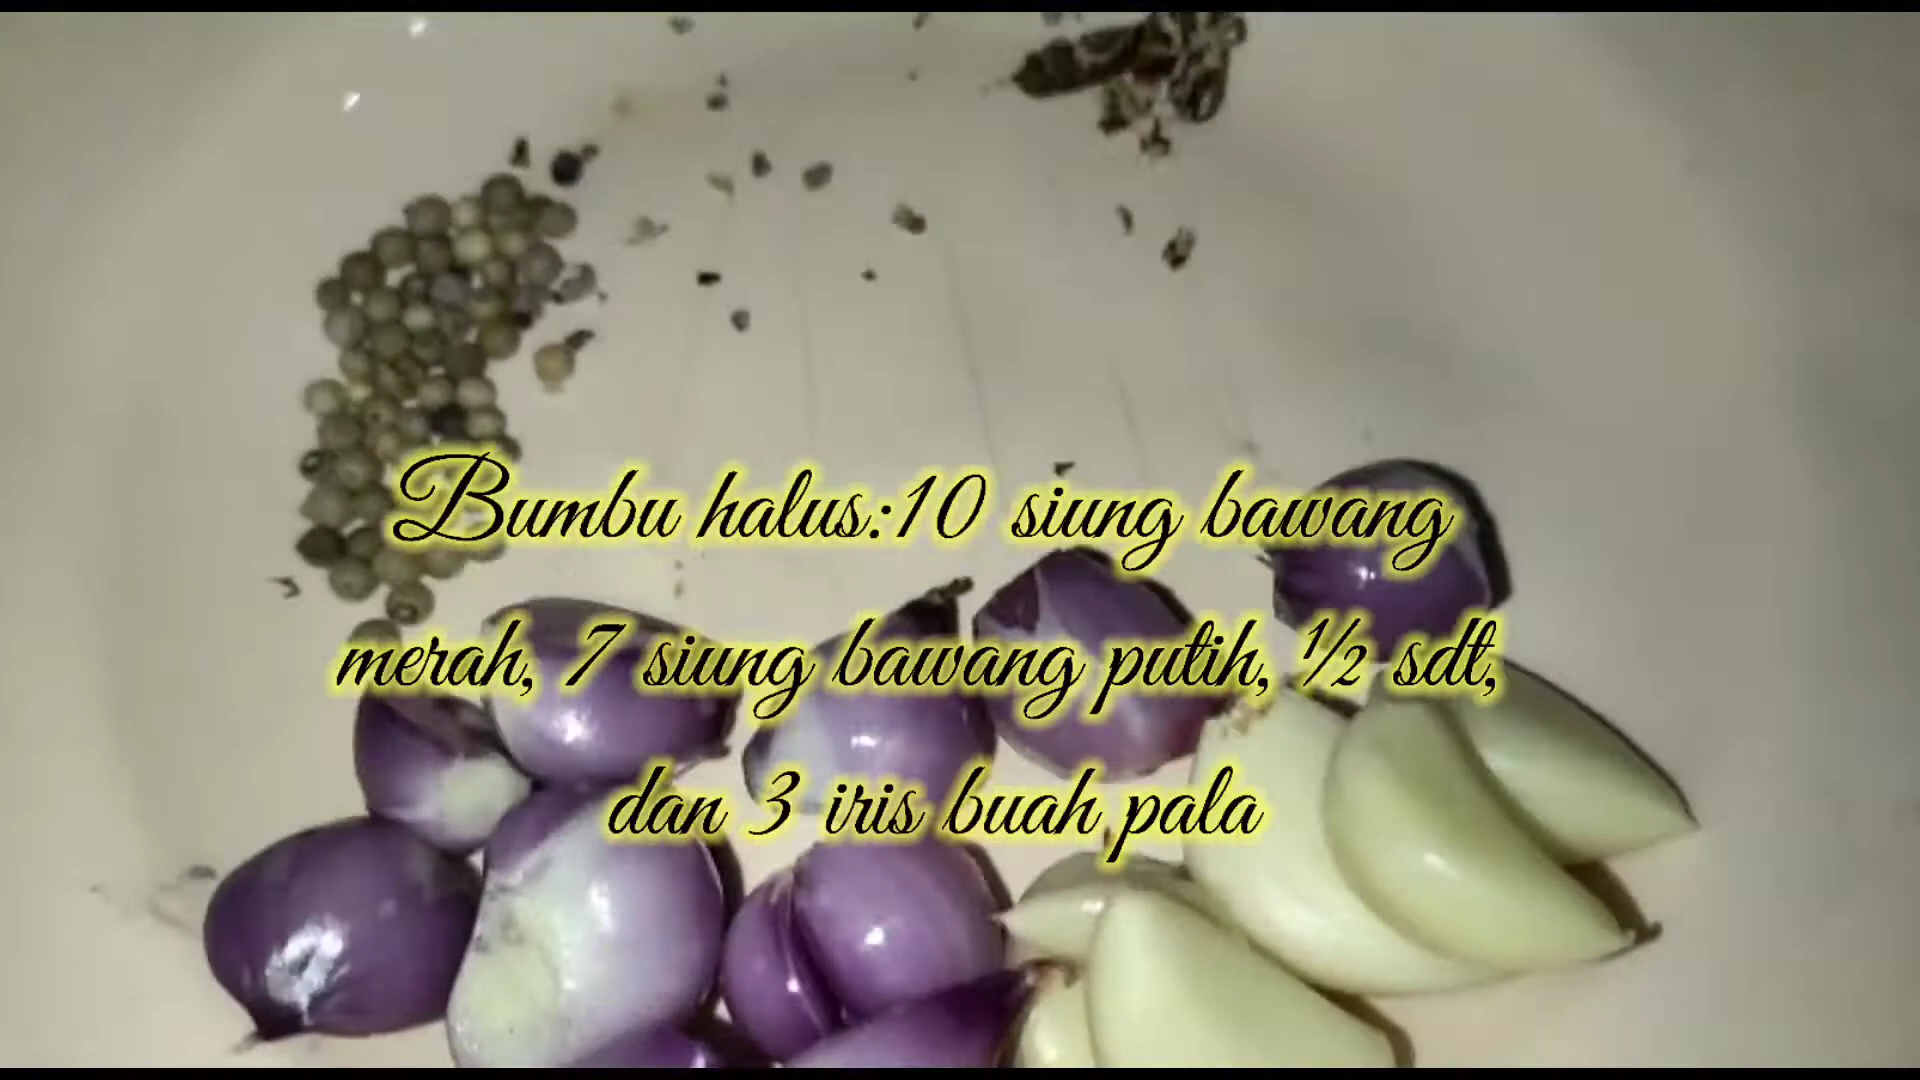 Bumbu halus:10 siung bawang
merah, 7 siung bawang putih, ½ sdt,
dan 3 iris buah pala